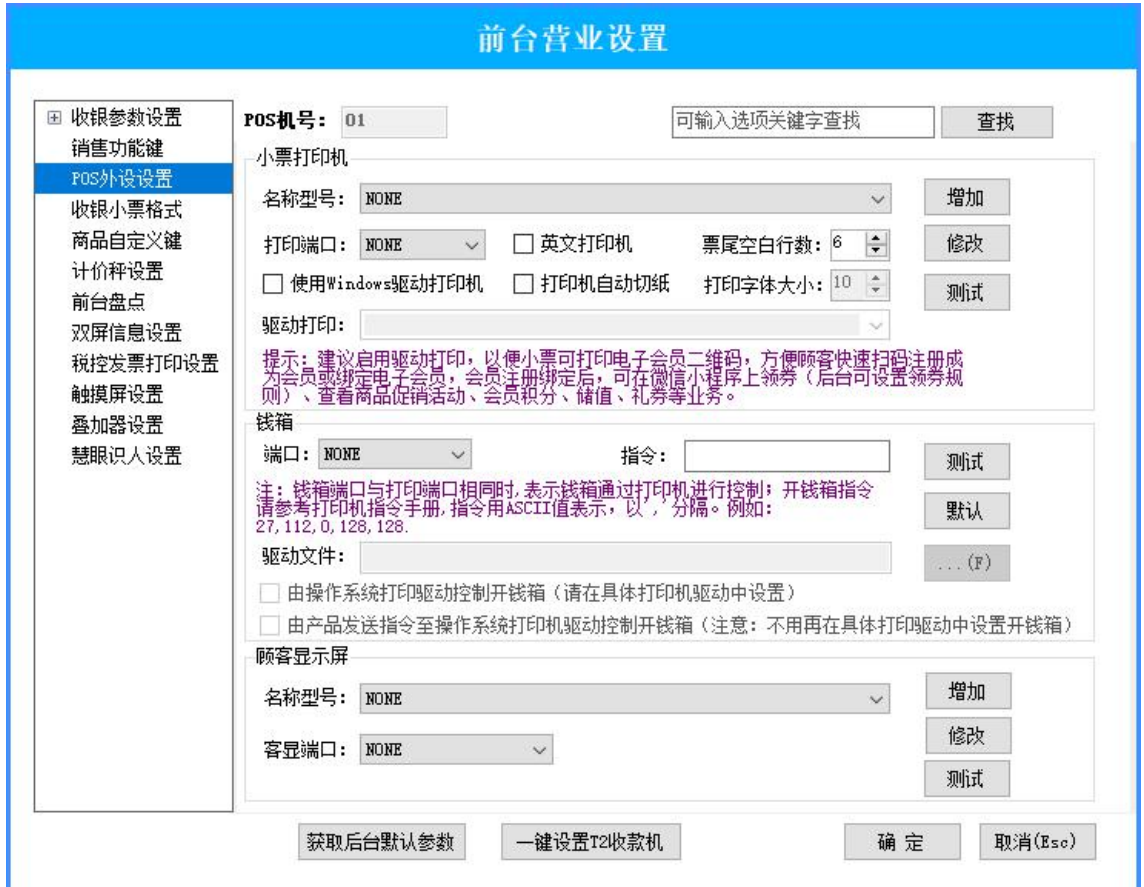 前台营业设置
收银参数设置
销售功能键
POS外设设置
收银小票格式
商品自定义键
计价秤设置
前台盘点
双屏信息设置
税控发票打印设置
触摸屏设置
叠加器设置
慧眼识人设置
POS机号： 01 可输入选项关键字查找 查找
小票打印机
名称型号： NONE 增加
打印端口： NONE 英文打印机 票尾空白行数： 6 修改
使用Windows驱动打印机 打印机自动切纸 打印字体大小： 10 测试
驱动打印：
提示：建议启用驱动打印，以便小票可打印电子会员二维码，方便顾客快速扫码注册成
为会员或绑定电子会员，会员注册绑定后，可在微信小程序上领券（后台可设置领券规
则）、查看商品促销活动、会员积分、储值、礼券等业务。
钱箱
端口： NONE 指令： 测试
注：钱箱端口与打印端口相同时,表示钱箱通过打印机进行控制；开钱箱指令
请参考打印机指令手册,指令用ASCII值表示，以','分隔。例如：
27,112,0,128,128.
默认
驱动文件： ...(F)
由操作系统打印驱动控制开钱箱（请在具体打印机驱动中设置）
由产品发送指令至操作系统打印机驱动控制开钱箱（注意：不用再在具体打印驱动中设置开钱箱）
顾客显示屏
名称型号： NONE 增加
客显端口： NONE 修改
测试
获取后台默认参数 一键设置T2收款机 确 定 取消(Esc)